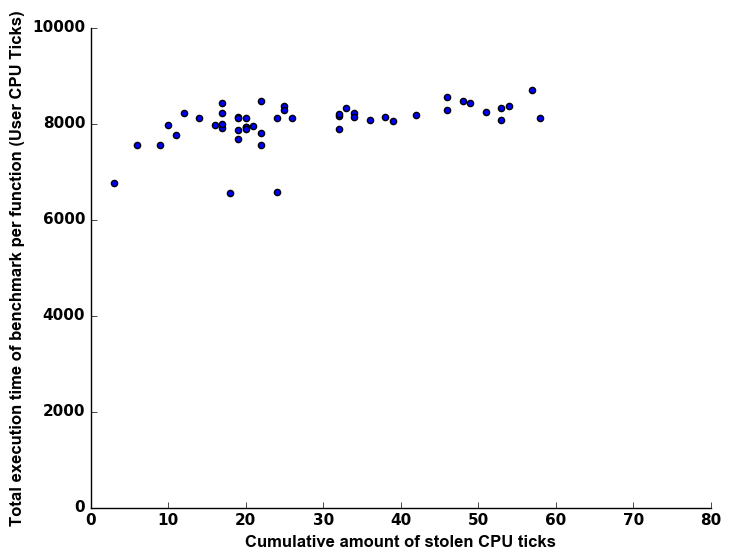 Total execution time of benchmark per function (User CPU Ticks)
10000
8000
6000
4000
2000
0
0 10 20 30 40 50 60 70 80
Cumulative amount of stolen CPU ticks